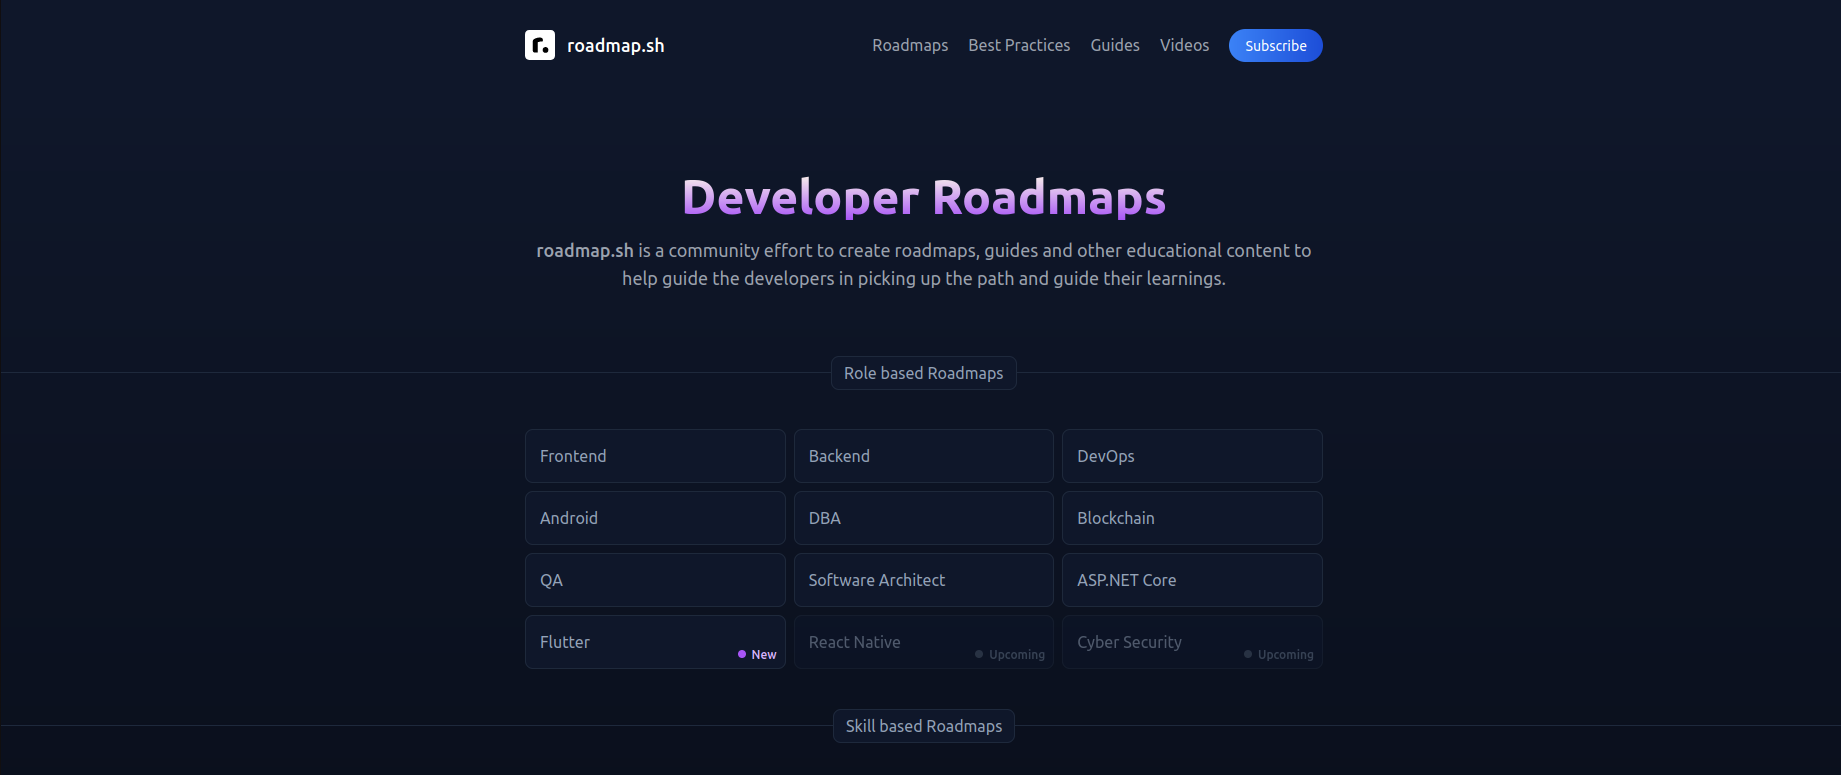 r.
roadmap.sh
Roadmaps Best Practices Guides Videos Subscribe
Developer Roadmaps
roadmap.sh is a community effort to create roadmaps, guides and other educational content to
help guide the developers in picking up the path and guide their learnings.
Role based Roadmaps
Frontend
Backend
DevOps
Android
DBA
Blockchain
QA
Software Architect
ASP.NET Core
Flutter
New
React Native
Upcoming
Cyber Security
Upcoming
Skill based Roadmaps